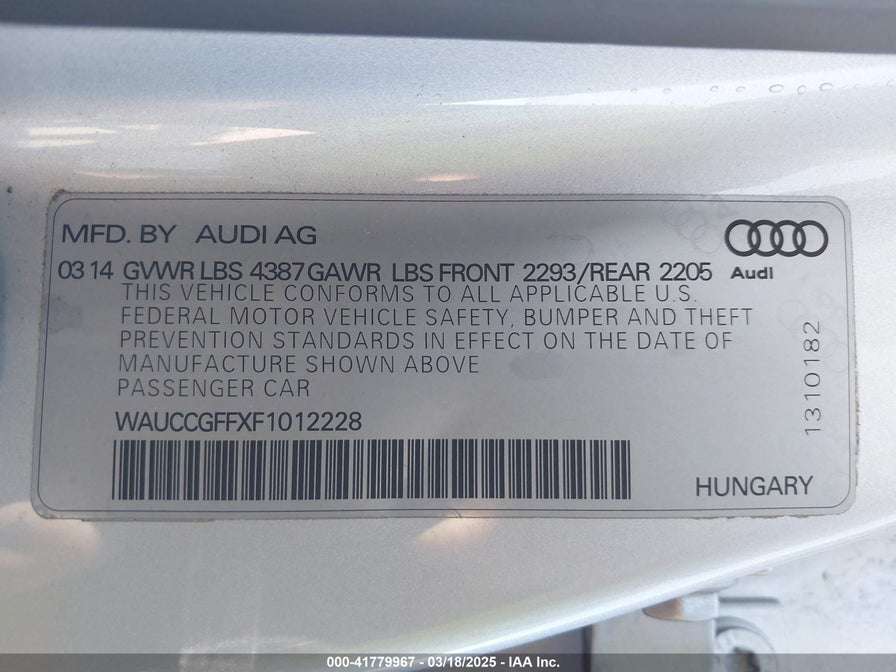 MFD. BY AUDI AG
03 14 GVWR LBS 4387 GAWR LBS FRONT 2293/REAR 2205
Audi
THIS VEHICLE CONFORMS TO ALL APPLICABLE U.S.
FEDERAL MOTOR VEHICLE SAFETY, BUMPER AND THEFT
PREVENTION STANDARDS IN EFFECT ON THE DATE OF
MANUFACTURE SHOWN ABOVE
PASSENGER CAR
WAUCCGFFXF1012228
1310182
HUNGARY
000-41779967 - 03/18/2025 - IAA Inc.